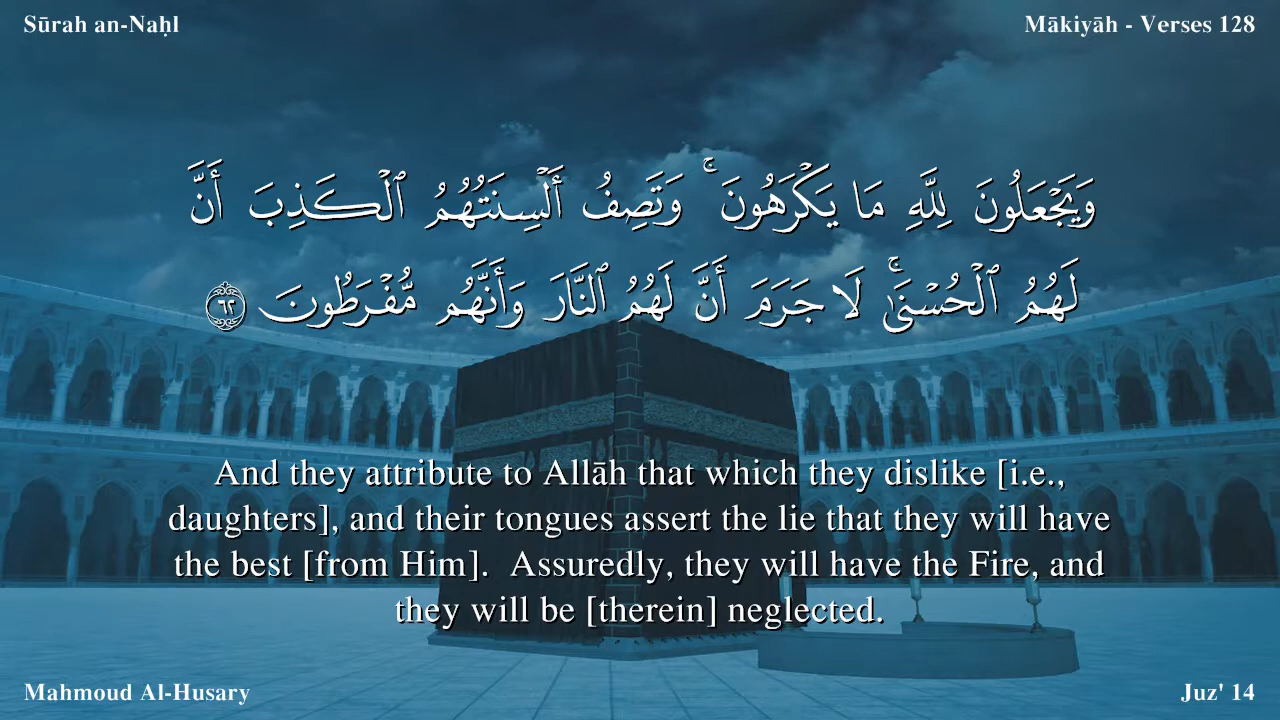 Sūrah an-Naḥl
Mākiyāh - Verses 128
وَيَجْعَلُونَ لِلَّهِ مَا يَكْرَهُونَ ۚ وَتَصِفُ أَلْسِنَتُهُمُ ٱلْكَذِبَ أَنَّ
لَهُمُ ٱلْحُسْنَىٰ ۚ لَا جَرَمَ أَنَّ لَهُمُ ٱلنَّارَ وَأَنَّهُم مُّفْرَطُونَ ٦٢
And they attribute to Allāh that which they dislike [i.e.,
daughters], and their tongues assert the lie that they will have
the best [from Him].  Assuredly, they will have the Fire, and
they will be [therein] neglected.
Mahmoud Al-Husary
Juz' 14